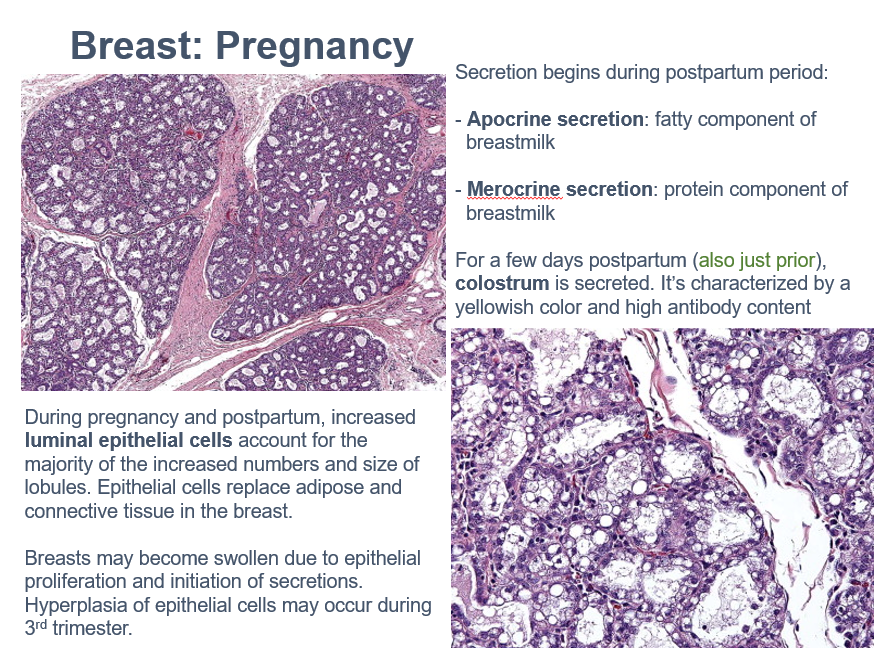 Breast: Pregnancy
Secretion begins during postpartum period:
- Apocrine secretion: fatty component of
breastmilk
- Merocrine secretion: protein component of
breastmilk
For a few days postpartum (also just prior),
colostrum is secreted. It's characterized by a
yellowish color and high antibody content
During pregnancy and postpartum, increased
luminal epithelial cells account for the
majority of the increased numbers and size of
lobules. Epithelial cells replace adipose and
connective tissue in the breast.
Breasts may become swollen due to epithelial
proliferation and initiation of secretions.
Hyperplasia of epithelial cells may occur during
3rd trimester.